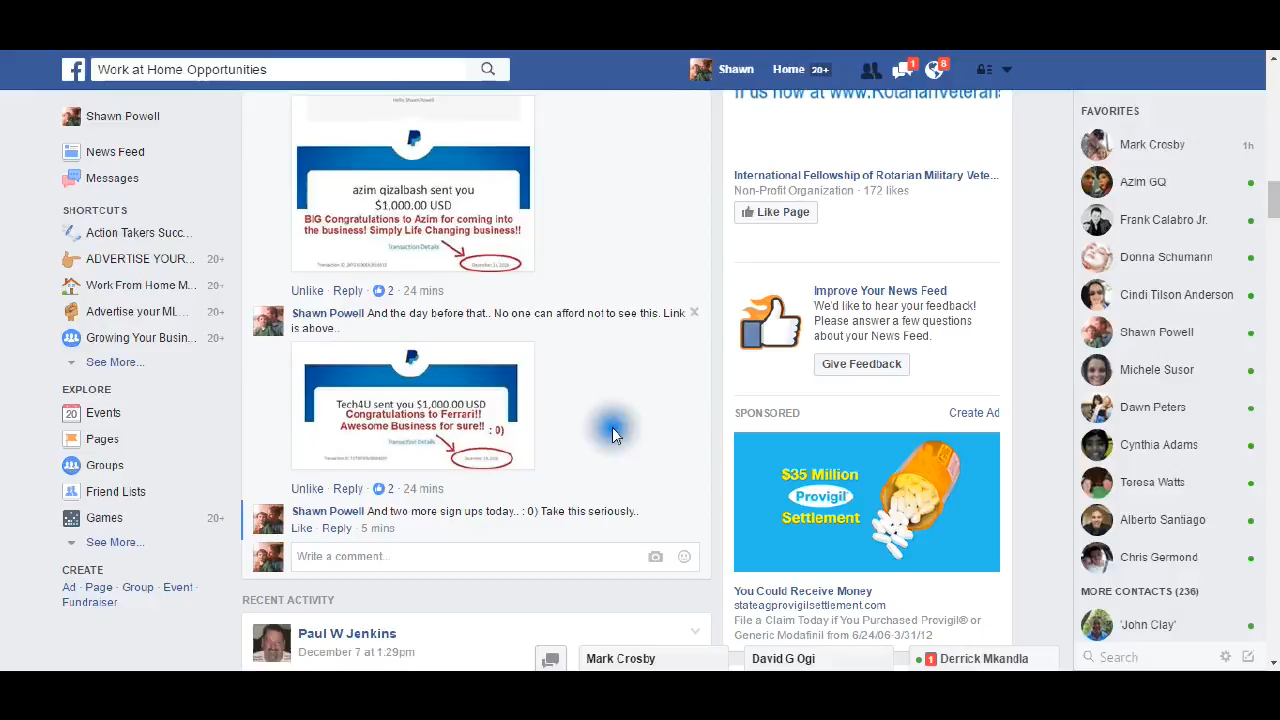 Work at Home Opportunities
Shawn
Home 20+
1
8
Shawn Powell
News Feed
Messages
SHORTCUTS
Action Takers Succ...
ADVERTISE YOUR... 20+
Work From Home M... 20+
Advertise your ML... 20+
Growing Your Busin... 20+
See More...
EXPLORE
20 Events
Pages
Groups
Friend Lists
Games 20+
See More...
CREATE
Ad · Page · Group · Event ·
Fundraiser
Hello Shawn Powell
azim qizalbash sent you
$1,000.00 USD
BIG Congratulations to Azim for coming into
the business! Simply Life Changing business!!
Transaction Details
Unlike · Reply · 2 · 24 mins
Shawn Powell And the day before that.. No one can afford not to see this. Link
is above..
Tech4U sent you $1,000.00 USD
Congratulations to Ferrari!!
Awesome Business for sure!! : 0)
Transaction Details
Unlike · Reply · 2 · 24 mins
Shawn Powell And two more sign ups today.. : 0) Take this seriously..
Like · Reply · 5 mins
Write a comment...
RECENT ACTIVITY
Paul W Jenkins
December 7 at 1:29pm
International Fellowship of Rotarian Military Vete...
Non-Profit Organization · 172 likes
Like Page
Improve Your News Feed
We'd like to hear your feedback!
Please answer a few questions
about your News Feed.
Give Feedback
SPONSORED Create Ad
$35 Million
Provigil
Settlement
You Could Receive Money
stateagprovigilsettlement.com
File a Claim Today if You Purchased Provigil® or
Generic Modafinil from 6/24/06-3/31/12
FAVORITES
Mark Crosby 1h
Azim GQ
Frank Calabro Jr.
Donna Schumann
Cindi Tilson Anderson
Shawn Powell
Michele Susor
Dawn Peters
Cynthia Adams
Teresa Watts
Alberto Santiago
Chris Germond
MORE CONTACTS (236)
'John Clay'
Search
Mark Crosby
David G Ogi
1 Derrick Mkandla